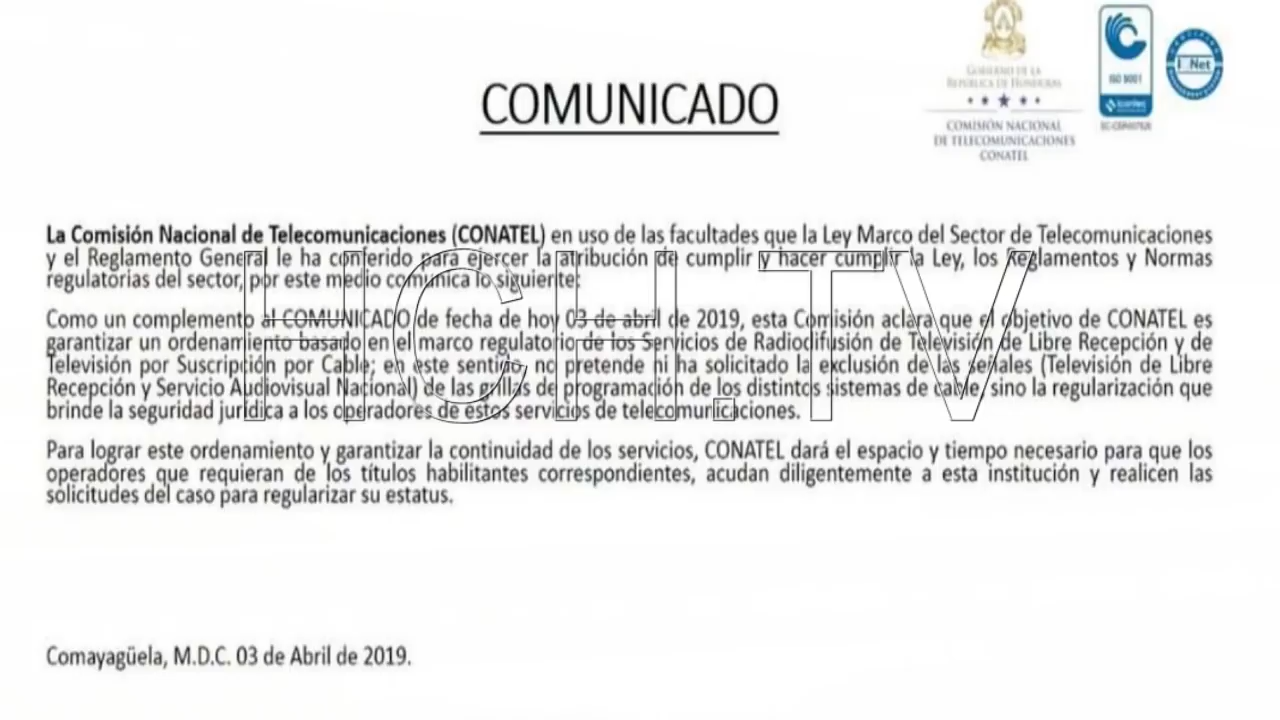 GOBIERNO DE LA
REPÚBLICA DE HONDURAS
COMISIÓN NACIONAL
DE TELECOMUNICACIONES
CONATEL
ISO 9001
icontec
Net
COMUNICADO
La Comisión Nacional de Telecomunicaciones (CONATEL) en uso de las facultades que la Ley Marco del Sector de Telecomunicaciones
y el Reglamento General le ha conferido para ejercer la atribución de cumplir y hacer cumplir la Ley, los Reglamentos y Normas
regulatorias del sector, por este medio comunica lo siguiente:
Como un complemento al COMUNICADO de fecha de hoy 03 de abril de 2019, esta Comisión aclara que el objetivo de CONATEL es
garantizar un ordenamiento basado en el marco regulatorio de los Servicios de Radiodifusión de Televisión de Libre Recepción y de
Televisión por Suscripción por Cable; en este sentido, no pretende ni ha solicitado la exclusión de las señales (Televisión de Libre
Recepción y Servicio Audiovisual Nacional) de las grillas de programación de los distintos sistemas de cable, sino la regularización que
brinde la seguridad jurídica a los operadores de estos servicios de telecomunicaciones.
HCH.TV
Para lograr este ordenamiento y garantizar la continuidad de los servicios, CONATEL dará el espacio y tiempo necesario para que los
operadores que requieran de los títulos habilitantes correspondientes, acudan diligentemente a esta institución y realicen las
solicitudes del caso para regularizar su estatus.
Comayagüela, M.D.C. 03 de Abril de 2019.